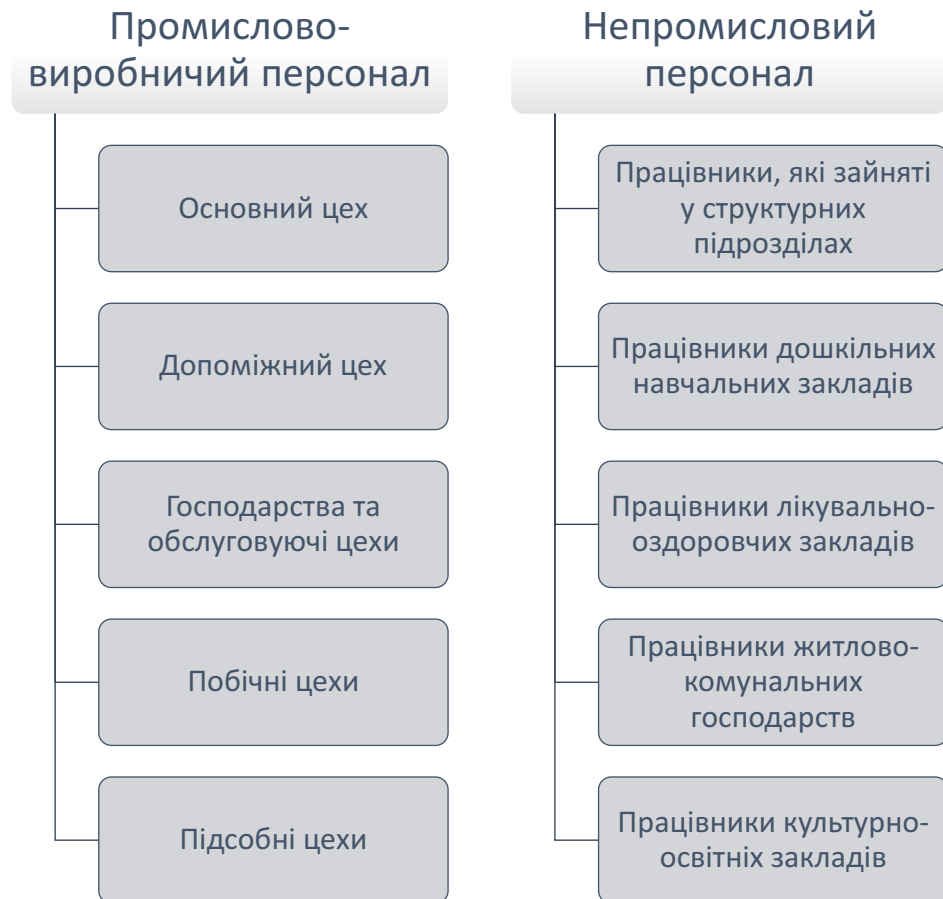 Промислово-
виробничий персонал
Основний цех
Допоміжний цех
Господарства та
обслуговуючі цехи
Побічні цехи
Підсобні цехи
Непромисловий
персонал
Працівники, які зайняті
у структурних
підрозділах
Працівники дошкільних
навчальних закладів
Працівники лікувально-
оздоровчих закладів
Працівники житлово-
комунальних
господарств
Працівники культурно-
освітніх закладів